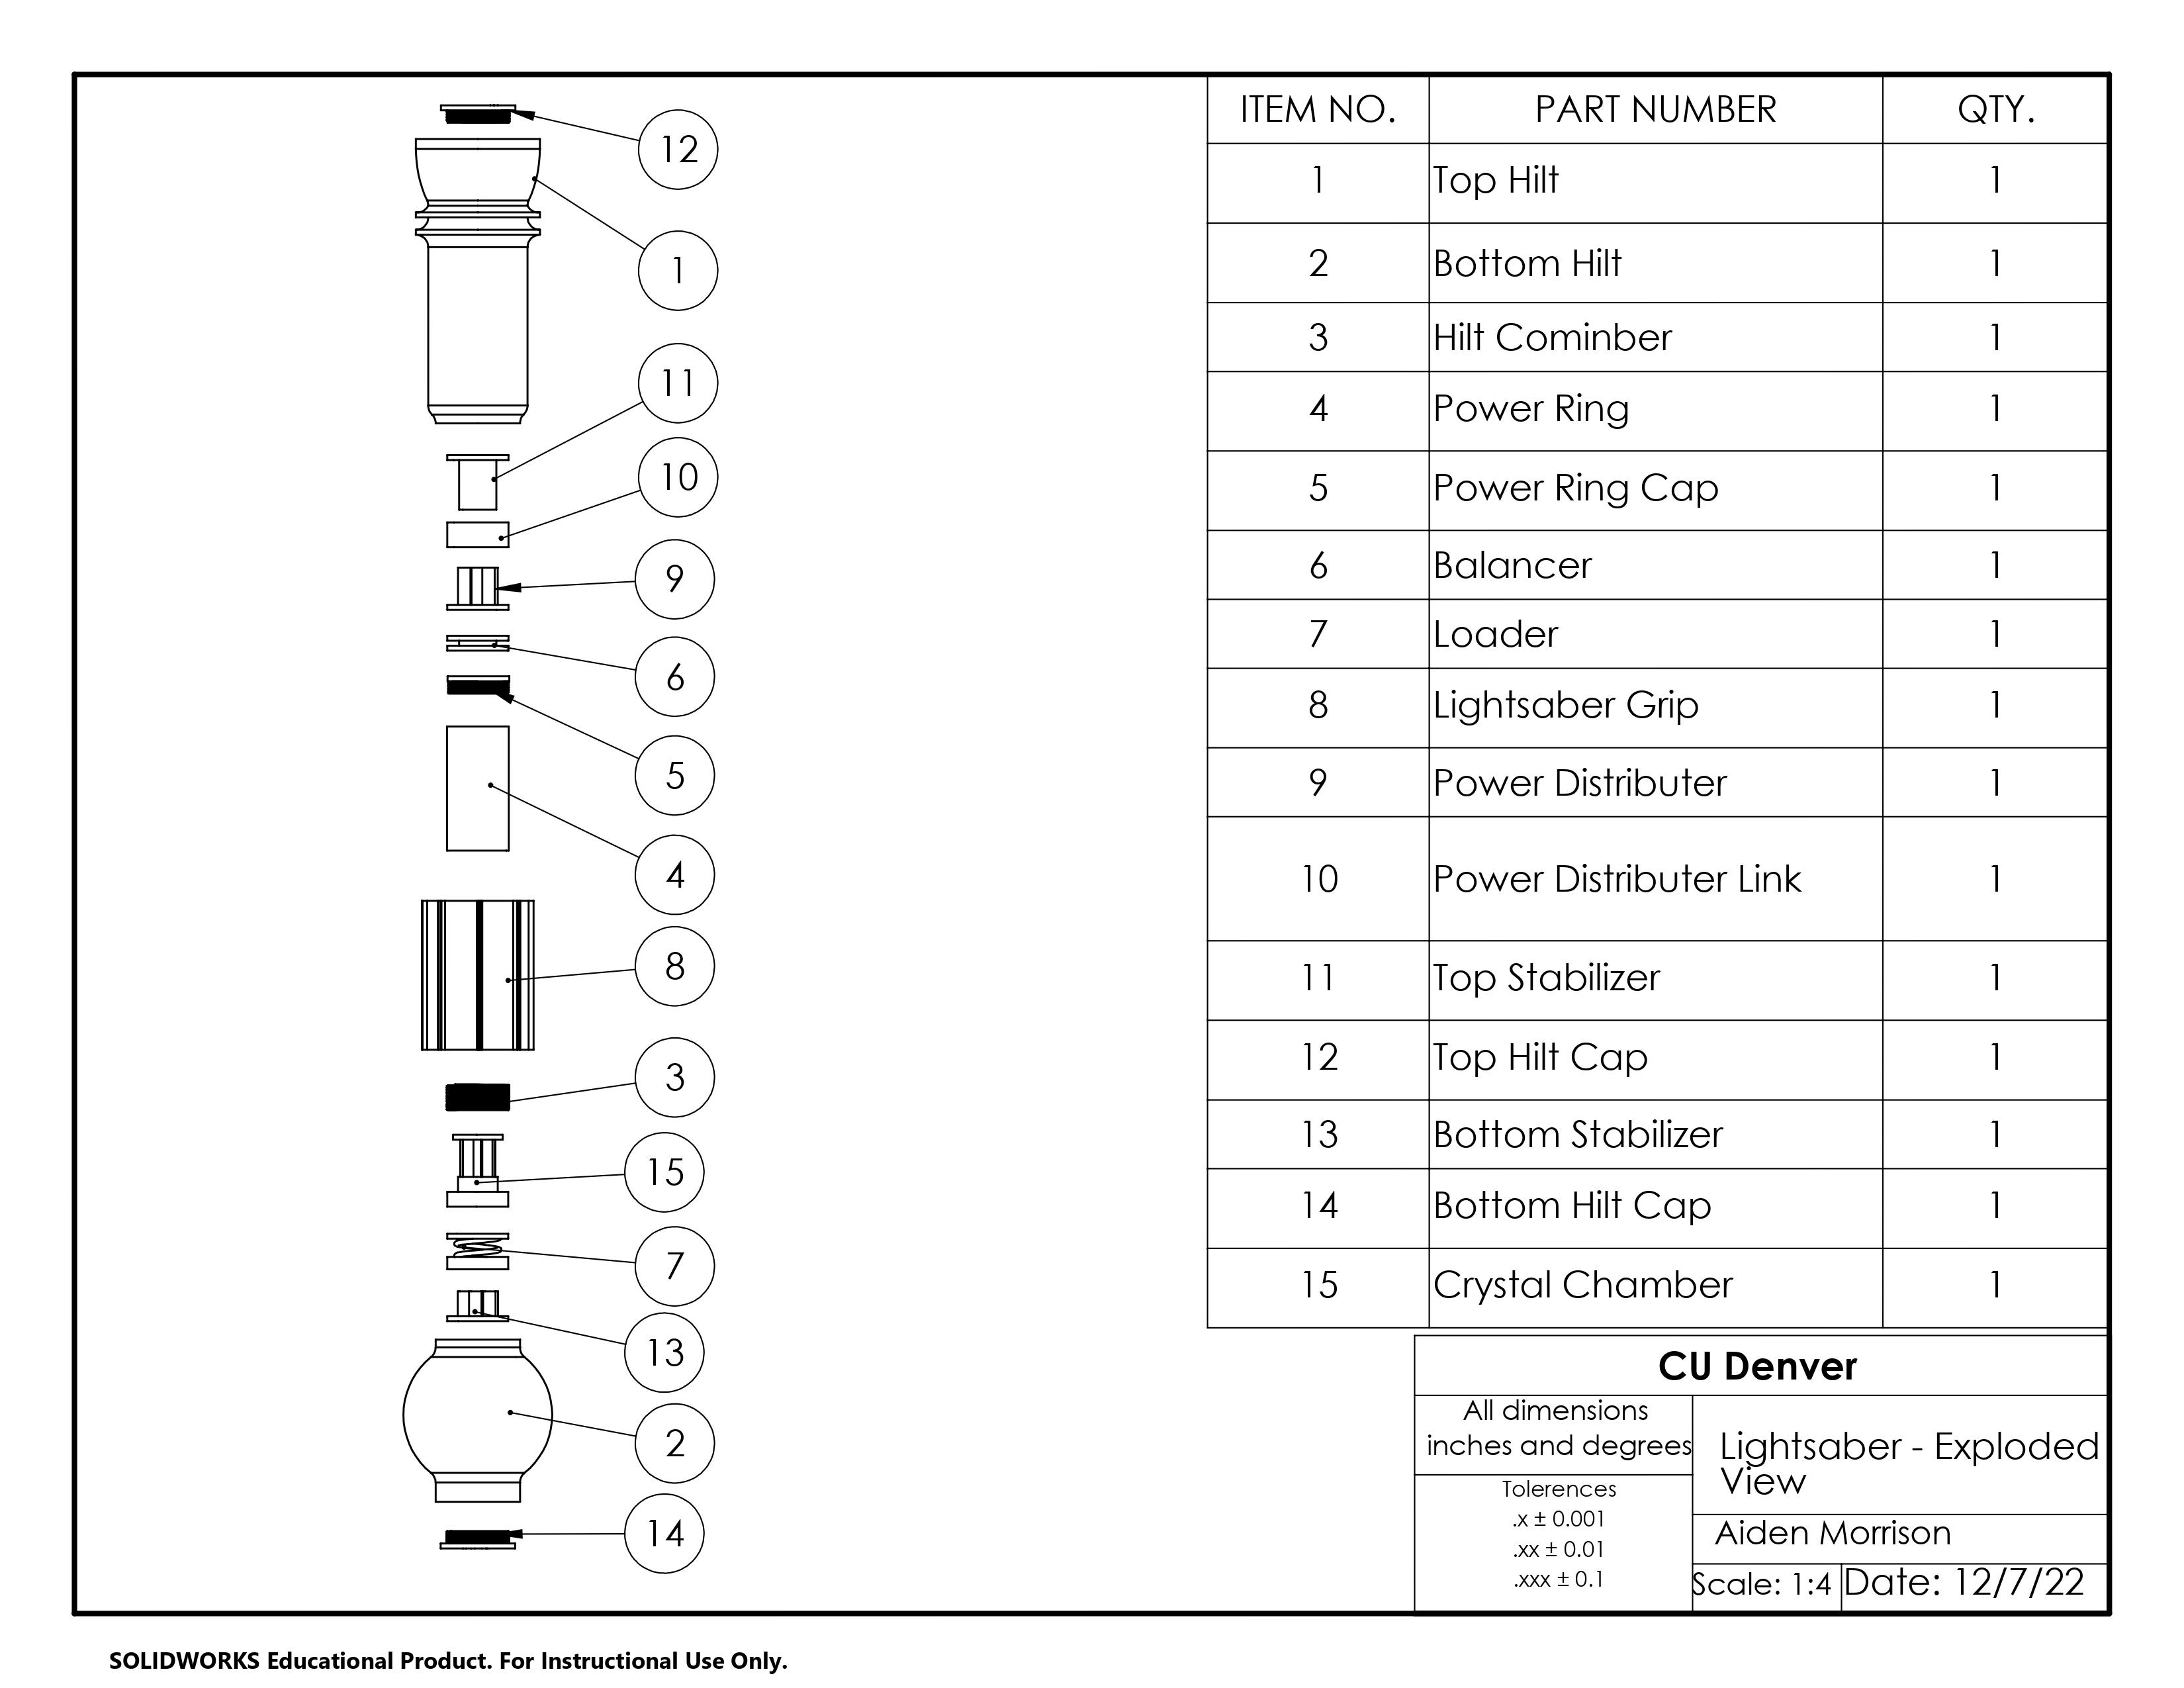 12
1
11
10
9
6
5
4
8
3
15
7
13
2
14
ITEM NO. PART NUMBER QTY.
1 Top Hilt 1
2 Bottom Hilt 1
3 Hilt Cominber 1
4 Power Ring 1
5 Power Ring Cap 1
6 Balancer 1
7 Loader 1
8 Lightsaber Grip 1
9 Power Distributer 1
10 Power Distributer Link 1
11 Top Stabilizer 1
12 Top Hilt Cap 1
13 Bottom Stabilizer 1
14 Bottom Hilt Cap 1
15 Crystal Chamber 1
CU Denver
All dimensions
inches and degrees
Tolerences
.x ± 0.001
.xx ± 0.01
.xxx ± 0.1
Lightsaber - Exploded
View
Aiden Morrison
Scale: 1:4 Date: 12/7/22
SOLIDWORKS Educational Product. For Instructional Use Only.